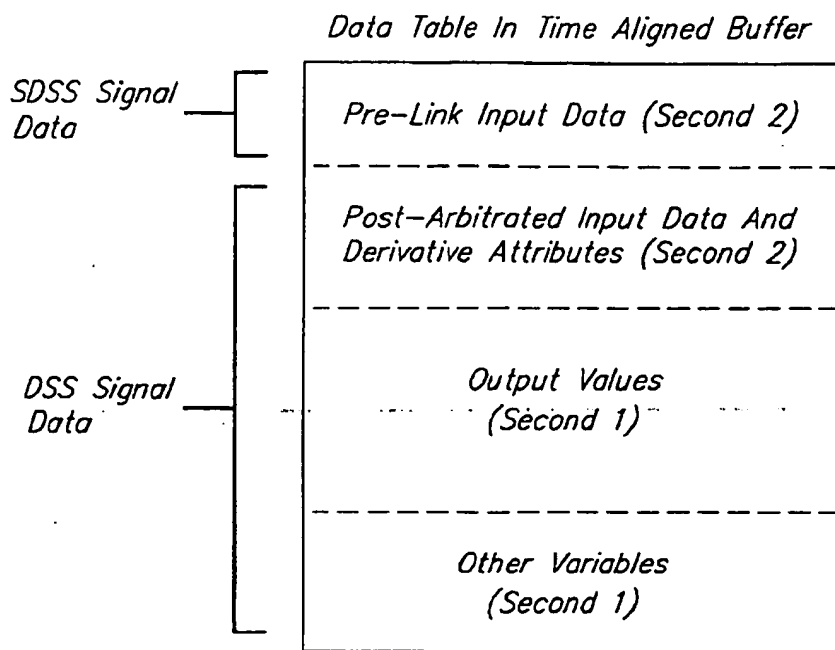 Data Table In Time Aligned Buffer
SDSS Signal
Data
Pre-Link Input Data (Second 2)
Post-Arbitrated Input Data And
Derivative Attributes (Second 2)
DSS Signal
Data
Output Values
(Second 1)
Other Variables
(Second 1)